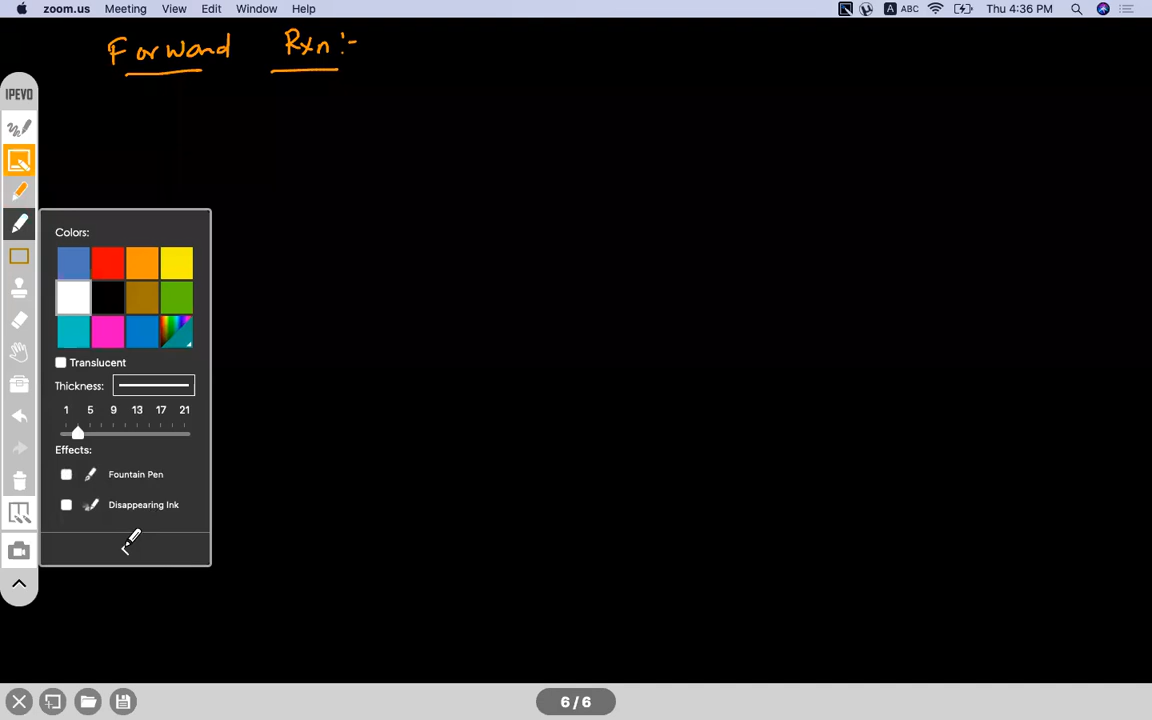 zoom.us Meeting View Edit Window Help A ABC Thu 4:36 PM
Forward Rxn :-
IPEVO
Colors:
Translucent
Thickness:
1 5 9 13 17 21
Effects:
Fountain Pen
Disappearing Ink
6 / 6